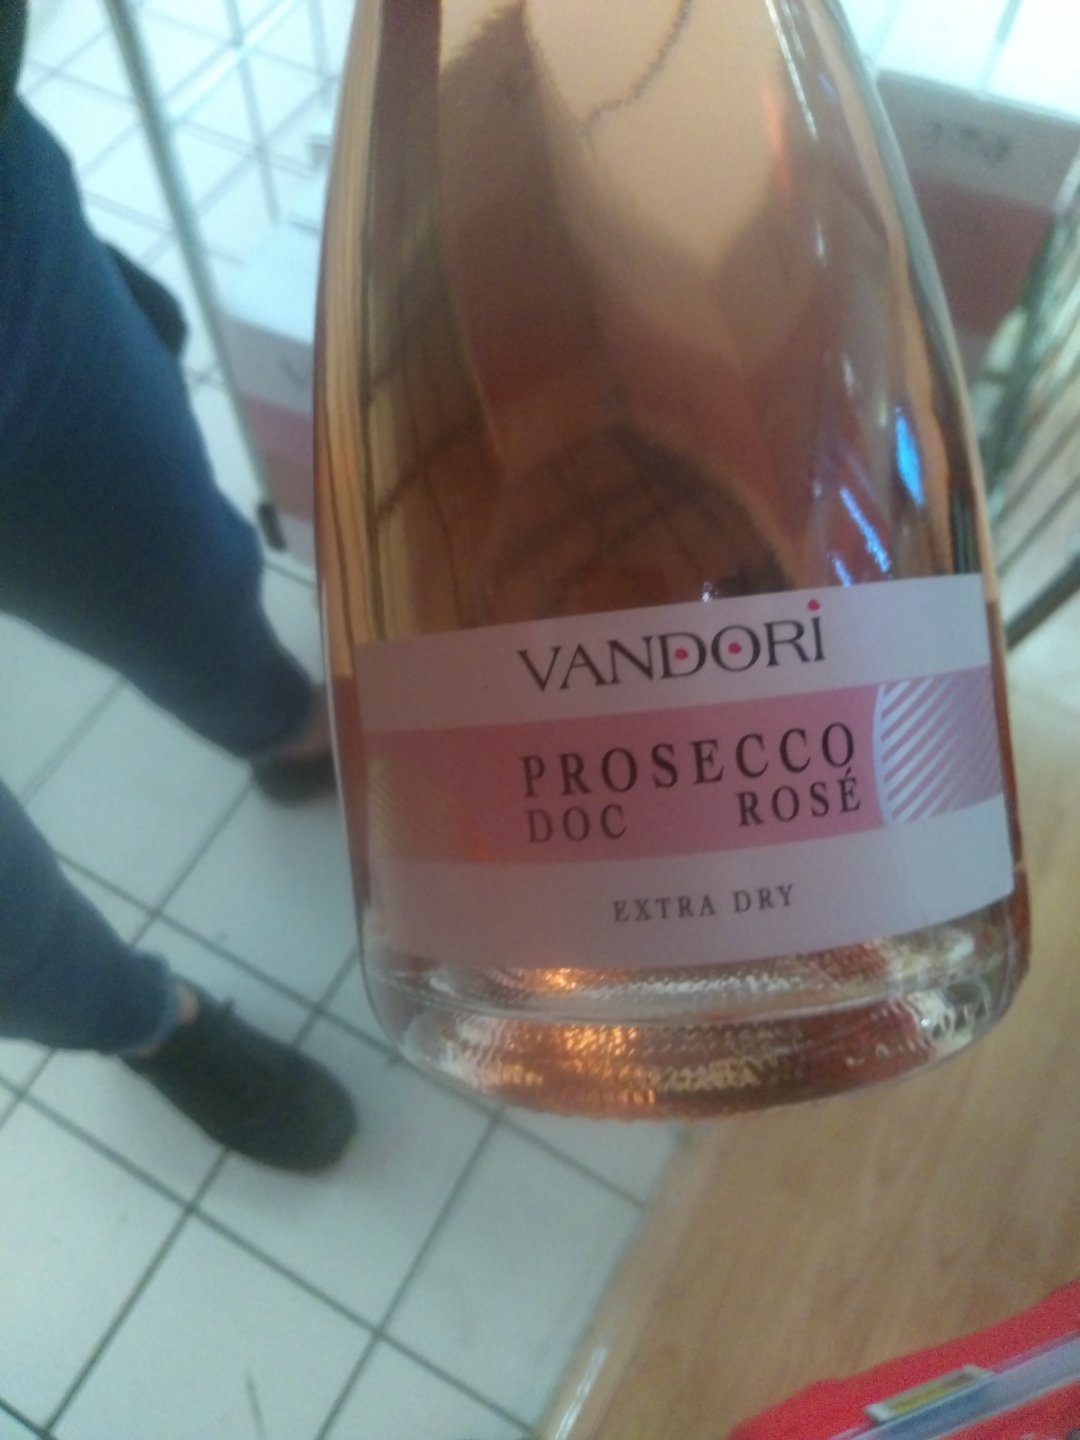 VANDORI
PROSECCO
DOC ROSÉ
EXTRA DRY